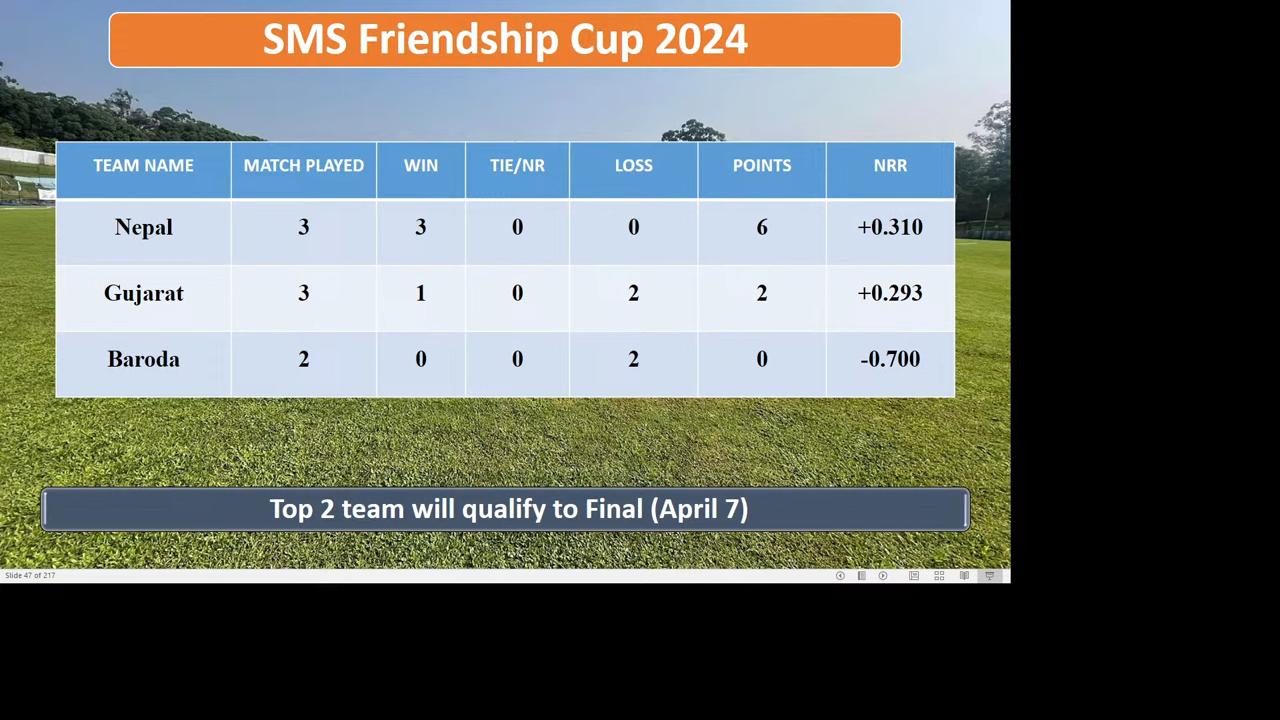 SMS Friendship Cup 2024
TEAM NAME MATCH PLAYED WIN TIE/NR LOSS POINTS NRR
Nepal 3 3 0 0 6 +0.310
Gujarat 3 1 0 2 2 +0.293
Baroda 2 0 0 2 0 -0.700
Top 2 team will qualify to Final (April 7)
Slide 47 of 217